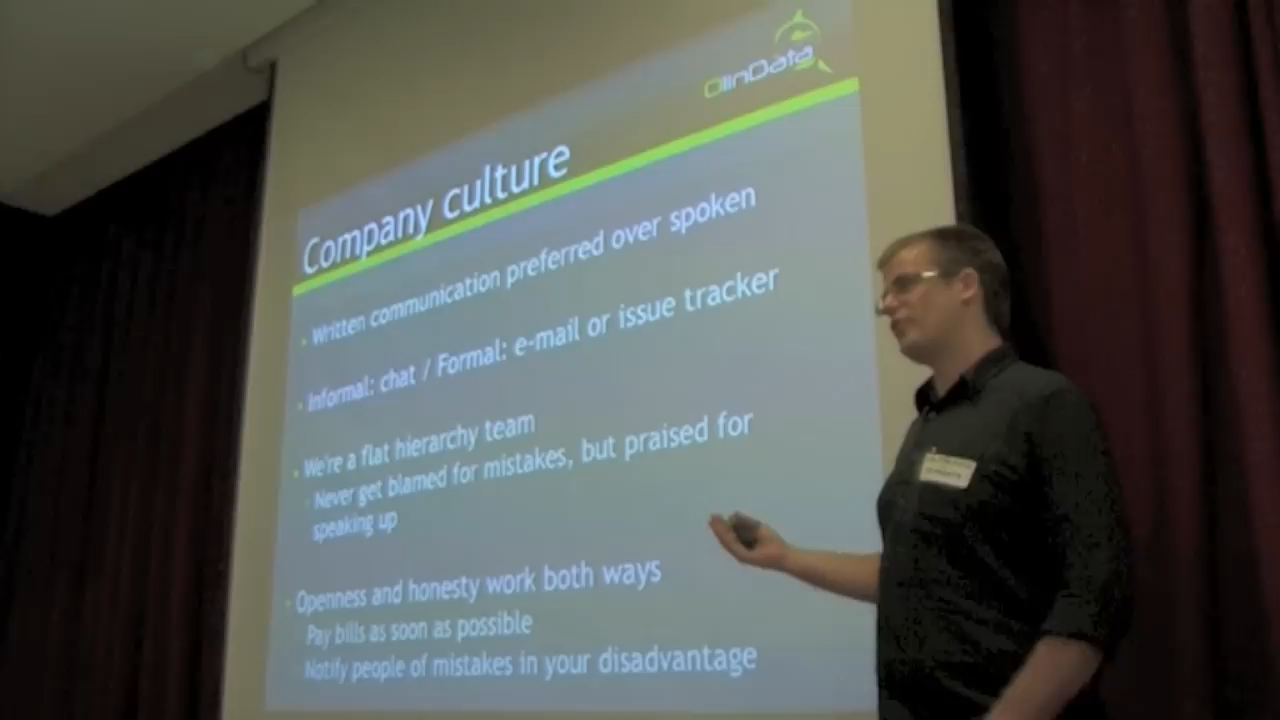 OlinData
Company culture
Written communication preferred over spoken
Informal: chat / Formal: e-mail or issue tracker
We're a flat hierarchy team
Never get blamed for mistakes, but praised for
speaking up
Openness and honesty work both ways
Pay bills as soon as possible
Notify people of mistakes in your disadvantage